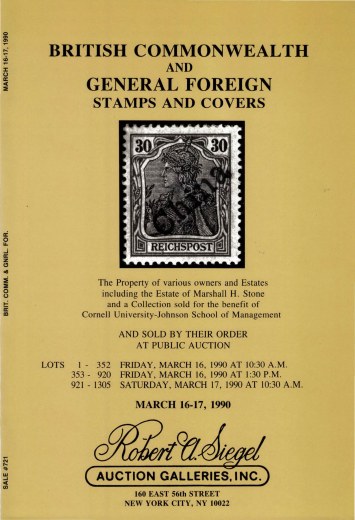 BRITISH COMMONWEALTH
AND
GENERAL FOREIGN
STAMPS AND COVERS
30 30
China
REICHSPOST
The Property of various owners and Estates
including the Estate of Marshall H. Stone
and a Collection sold for the benefit of
Cornell University-Johnson School of Management
AND SOLD BY THEIR ORDER
AT PUBLIC AUCTION
LOTS 1 - 352 FRIDAY, MARCH 16, 1990 AT 10:30 A.M.
353 - 920 FRIDAY, MARCH 16, 1990 AT 1:30 P.M.
921 - 1305 SATURDAY, MARCH 17, 1990 AT 10:30 A.M.
MARCH 16-17, 1990
Robert A. Siegel
AUCTION GALLERIES, INC.
160 EAST 56th STREET
NEW YORK CITY, NY 10022
SALE #721
BRIT. COMM. & GNRL. FOR.
MARCH 16-17, 1990